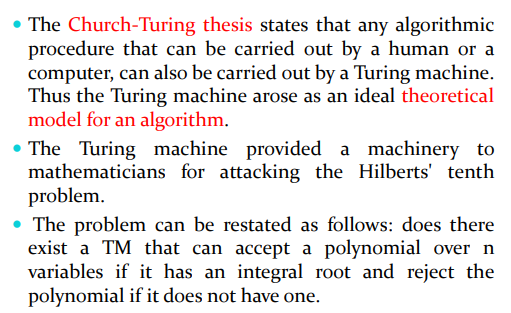 • The Church-Turing thesis states that any algorithmic
procedure that can be carried out by a human or a
computer, can also be carried out by a Turing machine.
Thus the Turing machine arose as an ideal theoretical
model for an algorithm.
• The Turing machine provided a machinery to
mathematicians for attacking the Hilberts' tenth
problem.
• The problem can be restated as follows: does there
exist a TM that can accept a polynomial over n
variables if it has an integral root and reject the
polynomial if it does not have one.